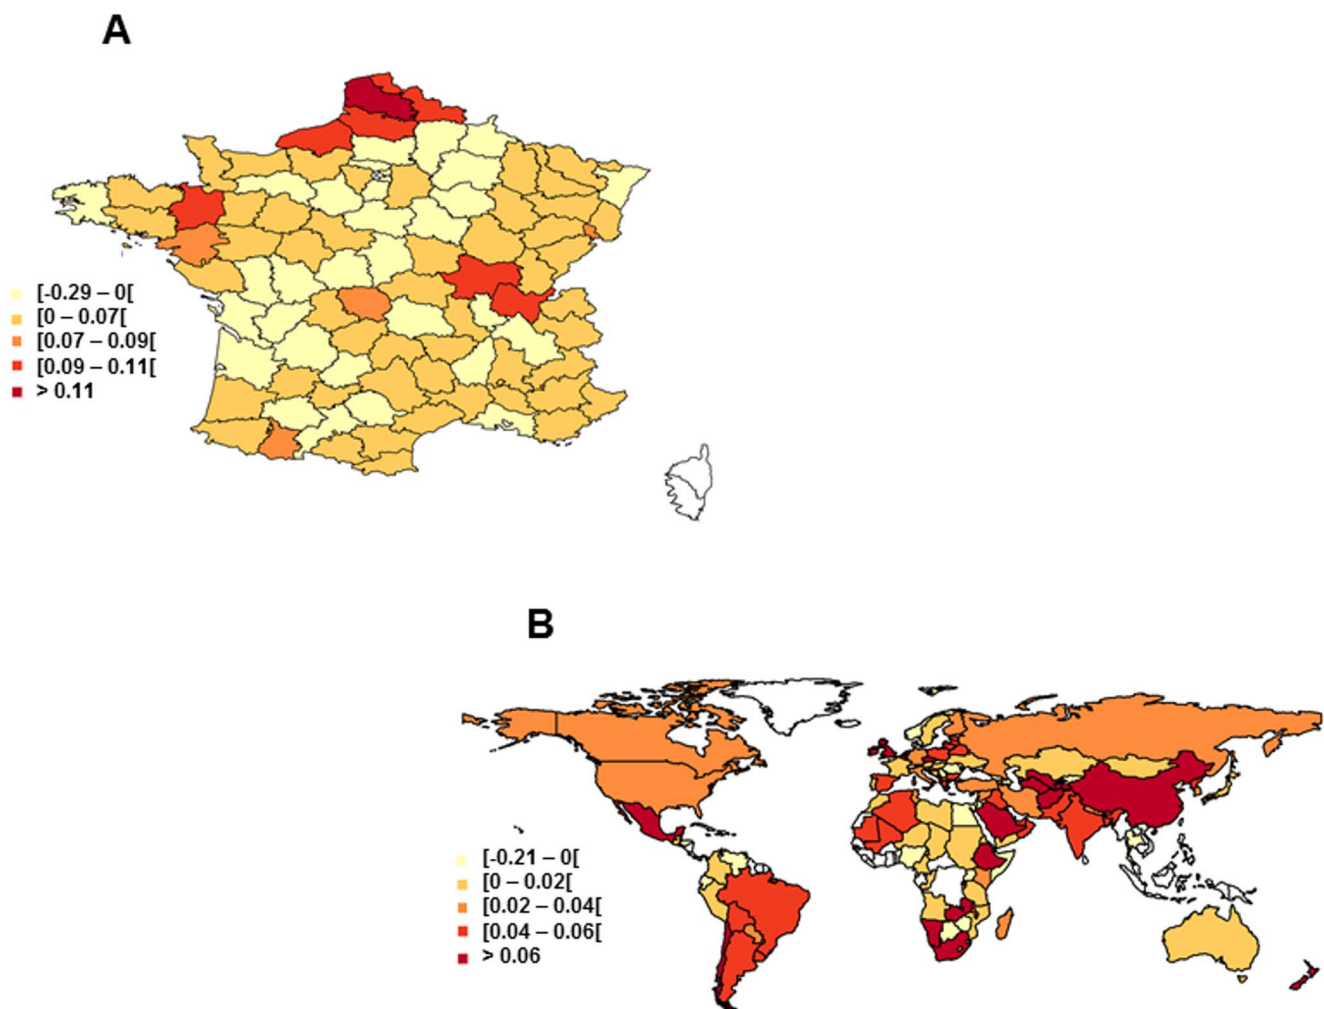 A
[-0.29 – 0[
[0 – 0.07[
[0.07 – 0.09[
[0.09 – 0.11[
> 0.11
B
[-0.21 – 0[
[0 – 0.02[
[0.02 – 0.04[
[0.04 – 0.06[
> 0.06